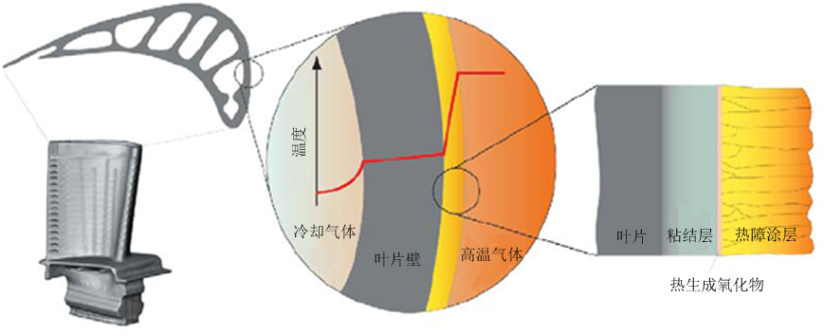 温度
冷却气体
叶片壁
高温气体
叶片
粘结层
热障涂层
热生成氧化物